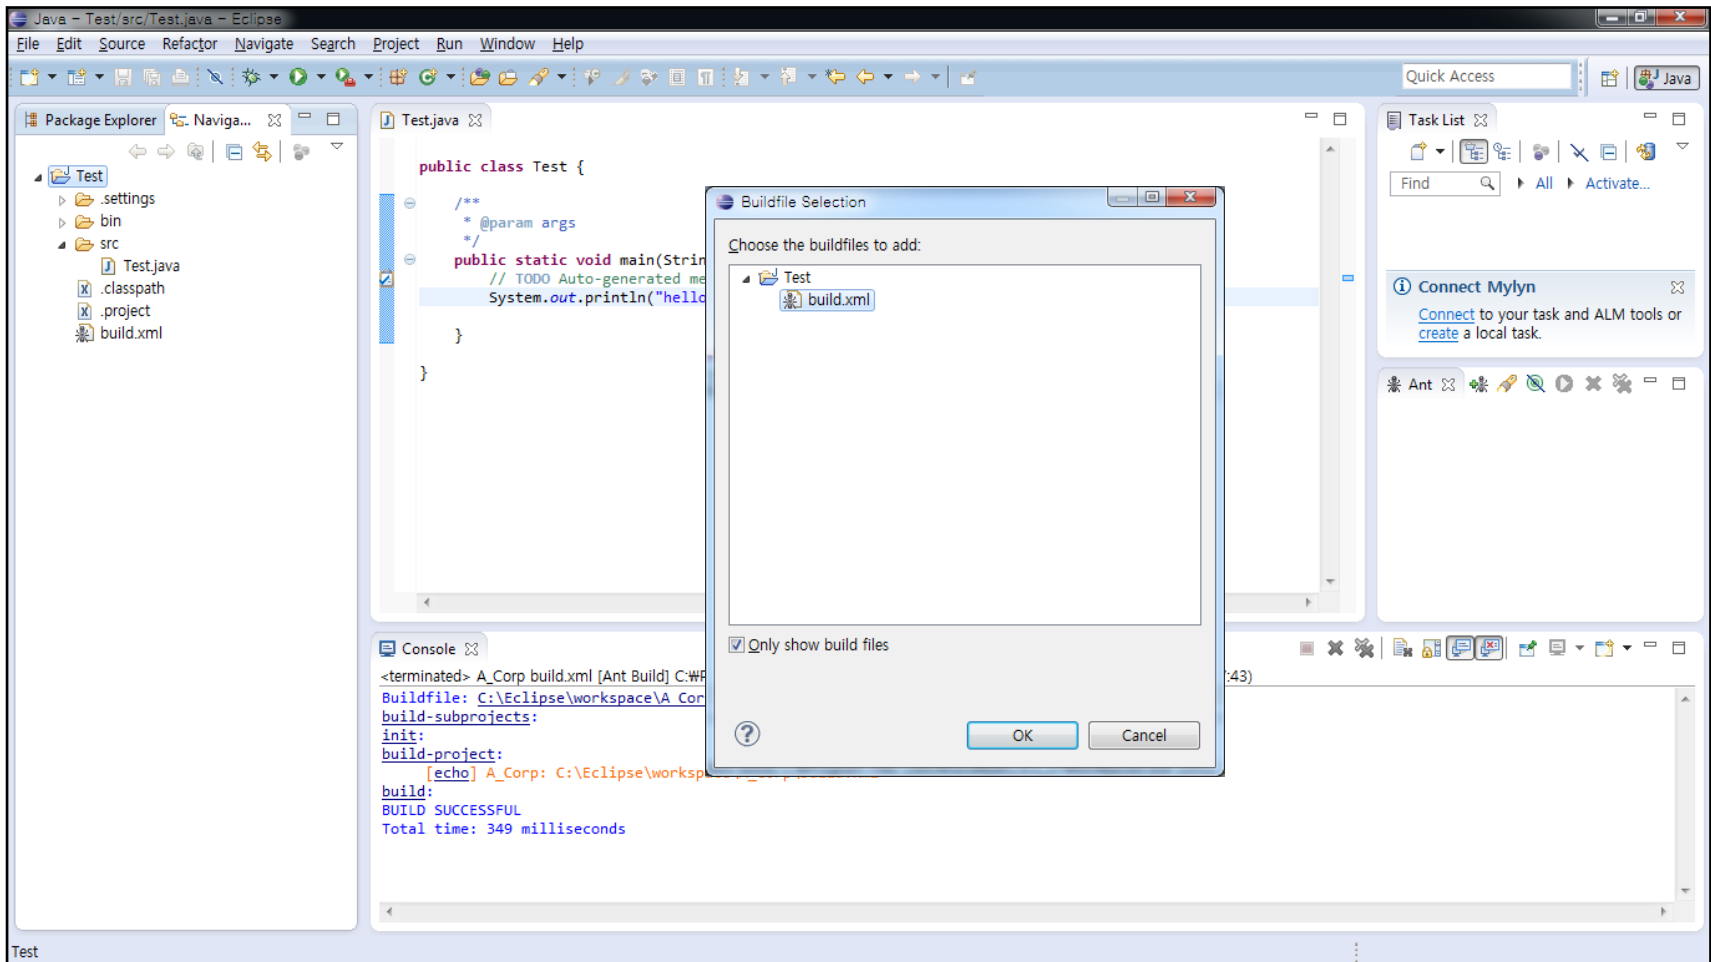 Java - Test/src/Test.java - Eclipse
File Edit Source Refactor Navigate Search Project Run Window Help
Quick Access
Java
Package Explorer
Naviga...
Test
.settings
bin
src
Test.java
.classpath
.project
build.xml
Test.java
public class Test {
/**
* @param args
*/
public static void main(Strin
// TODO Auto-generated me
System.out.println("hello
}
}
Buildfile Selection
Choose the buildfiles to add:
Test
build.xml
Only show build files
OK
Cancel
Task List
Find
All
Activate...
Connect Mylyn
Connect to your task and ALM tools or
create a local task.
Ant
Console
<terminated> A_Corp build.xml [Ant Build] C:₩P
:43)
Buildfile: C:\Eclipse\workspace\A_Cor
build-subprojects:
init:
build-project:
[echo] A_Corp: C:\Eclipse\worksp
build:
BUILD SUCCESSFUL
Total time: 349 milliseconds
Test